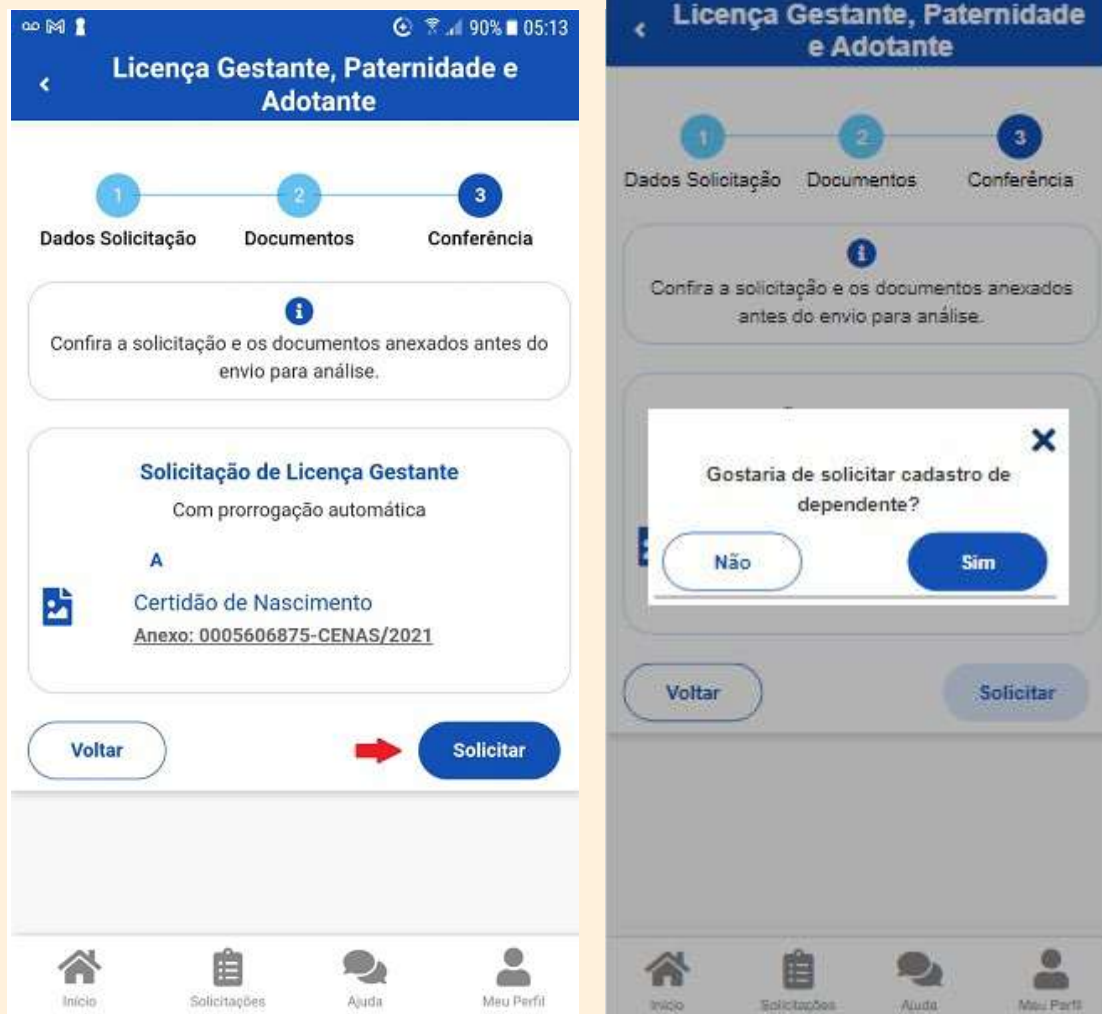 90% 05:13
Licença Gestante, Paternidade e
Adotante
1
2
3
Dados Solicitação
Documentos
Conferência
Confira a solicitação e os documentos anexados antes do
envio para análise.
Solicitação de Licença Gestante
Com prorrogação automática
A
Certidão de Nascimento
Anexo: 0005606875-CENAS/2021
Voltar
Solicitar
Início
Solicitações
Ajuda
Meu Perfil
Licença Gestante, Paternidade
e Adotante
1
2
3
Dados Solicitação
Documentos
Conferência
Confira a solicitação e os documentos anexados
antes do envio para análise.
Gostaria de solicitar cadastro de
dependente?
Não
Sim
Voltar
Solicitar
Início
Solicitações
Ajuda
Meu Perfil